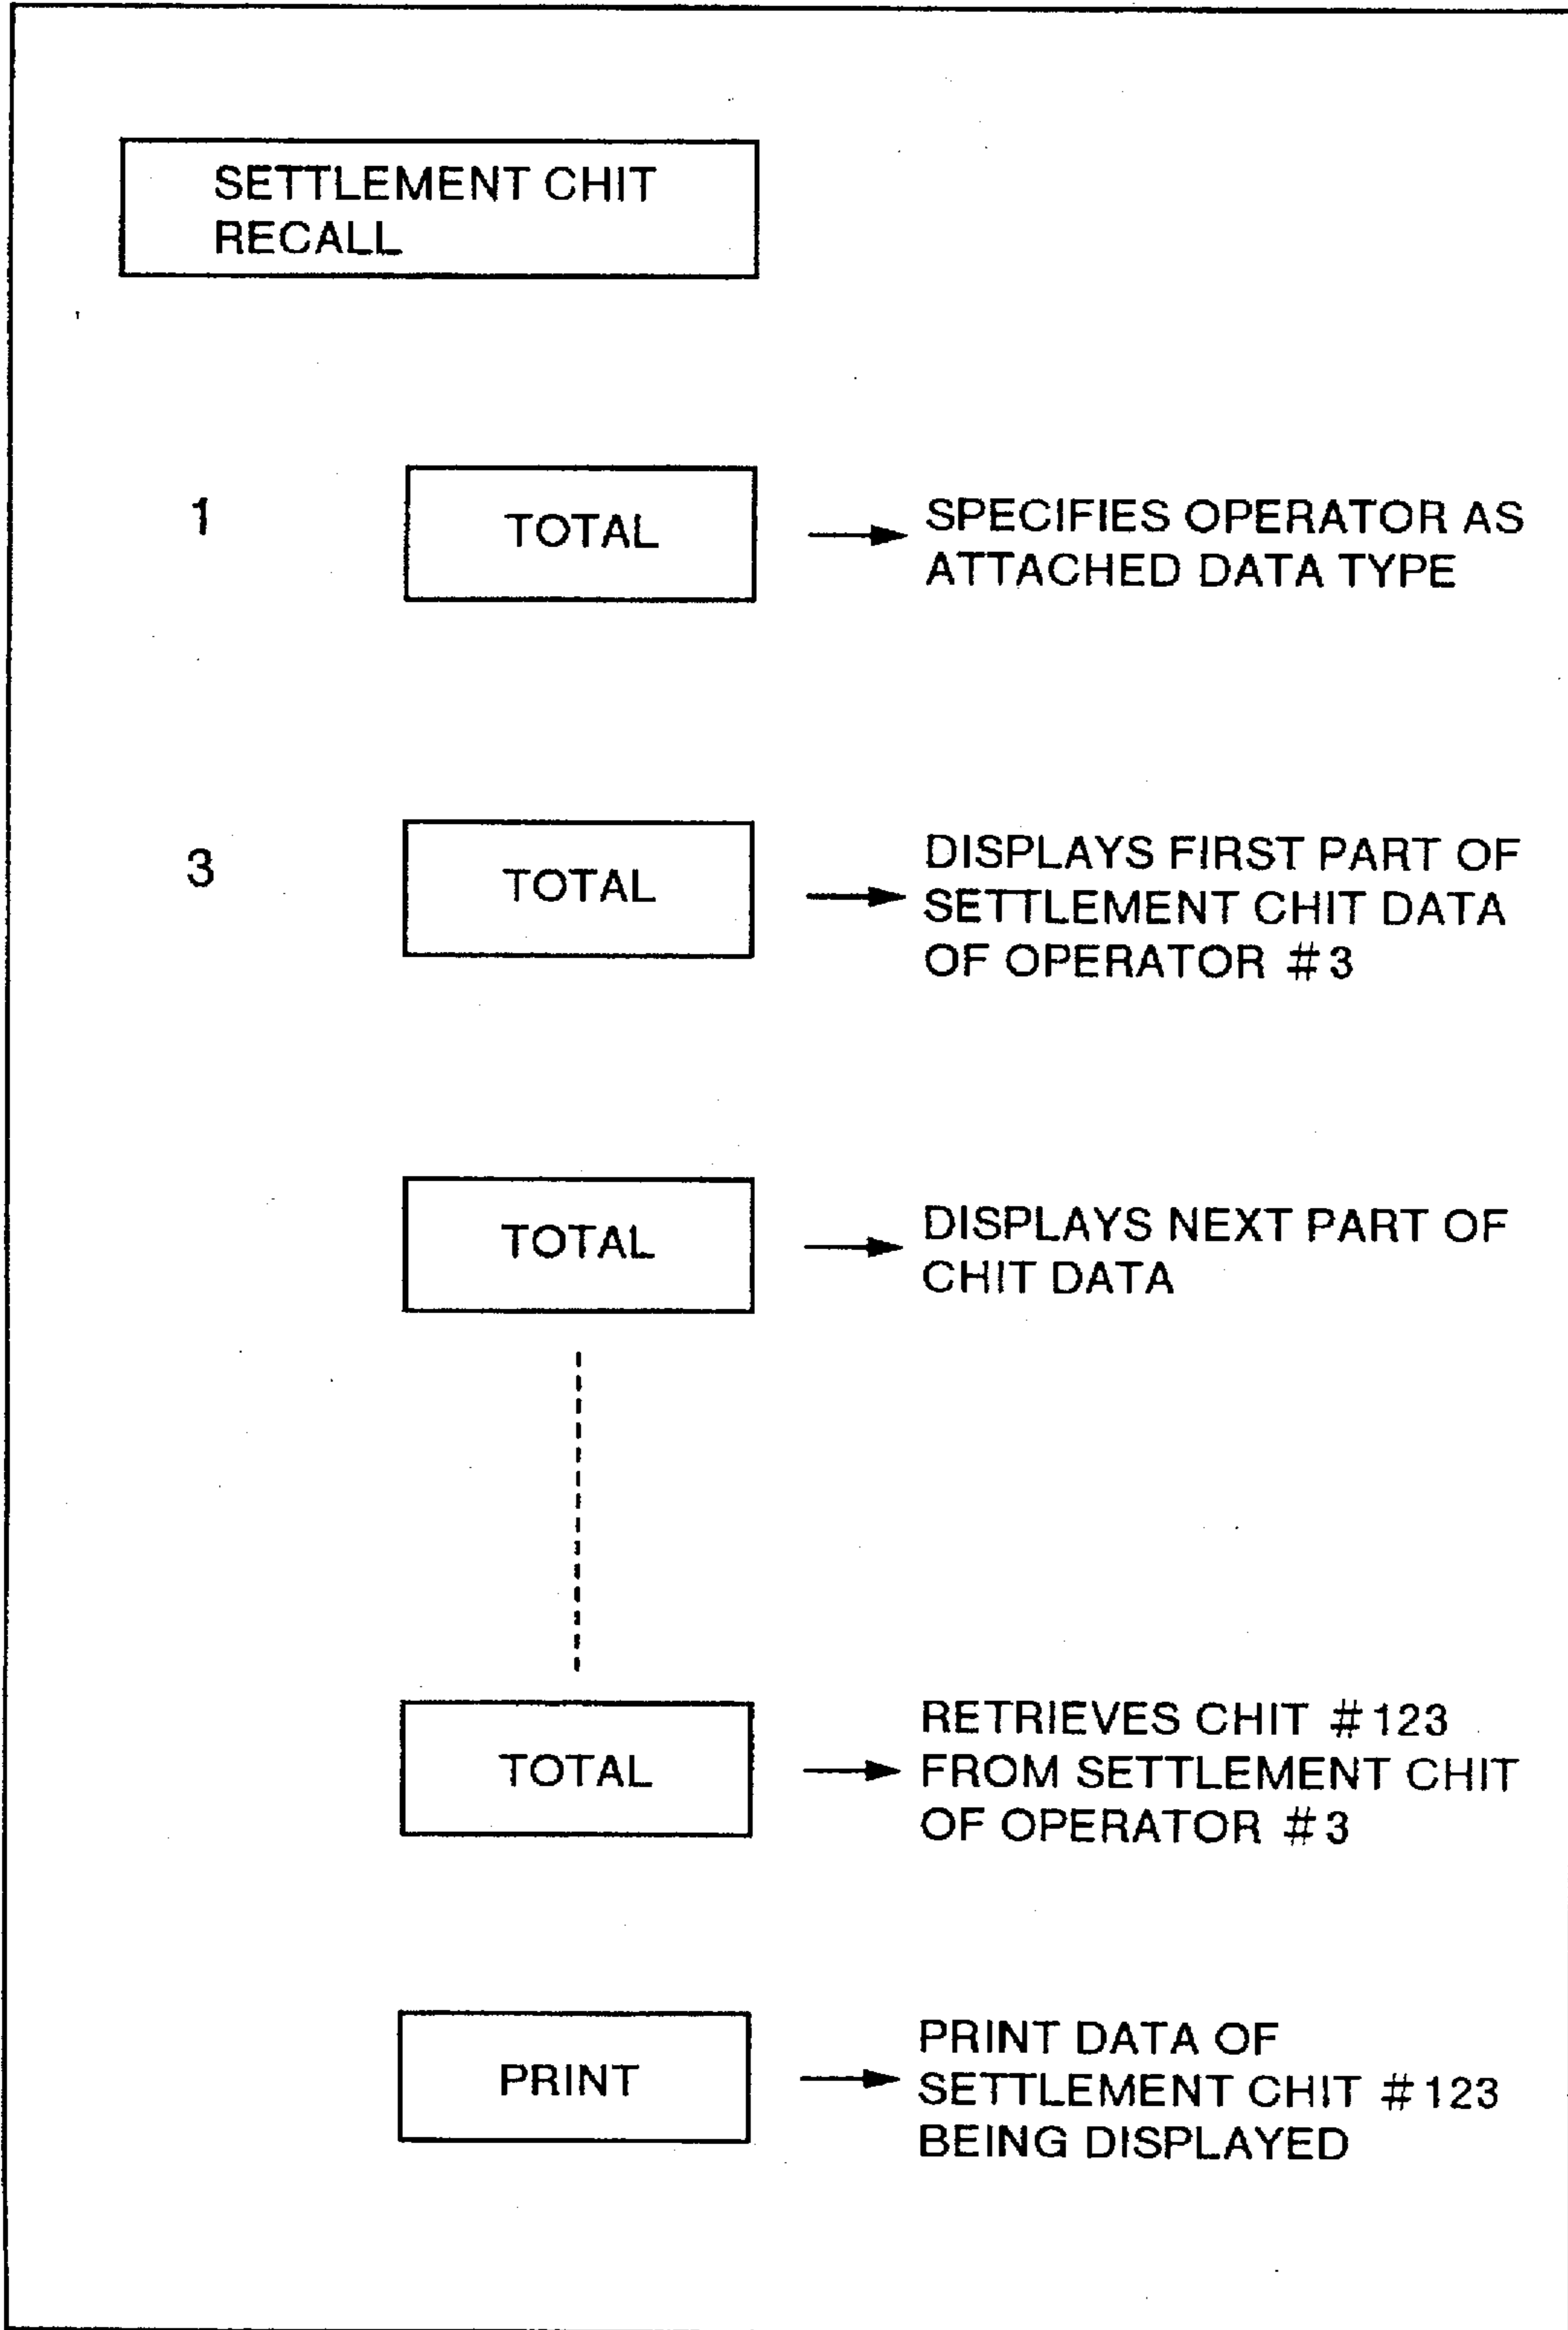 SETTLEMENT CHIT
RECALL
1
TOTAL
SPECIFIES OPERATOR AS
ATTACHED DATA TYPE
3
TOTAL
DISPLAYS FIRST PART OF
SETTLEMENT CHIT DATA
OF OPERATOR #3
TOTAL
DISPLAYS NEXT PART OF
CHIT DATA
TOTAL
RETRIEVES CHIT #123
FROM SETTLEMENT CHIT
OF OPERATOR #3
PRINT
PRINT DATA OF
SETTLEMENT CHIT #123
BEING DISPLAYED